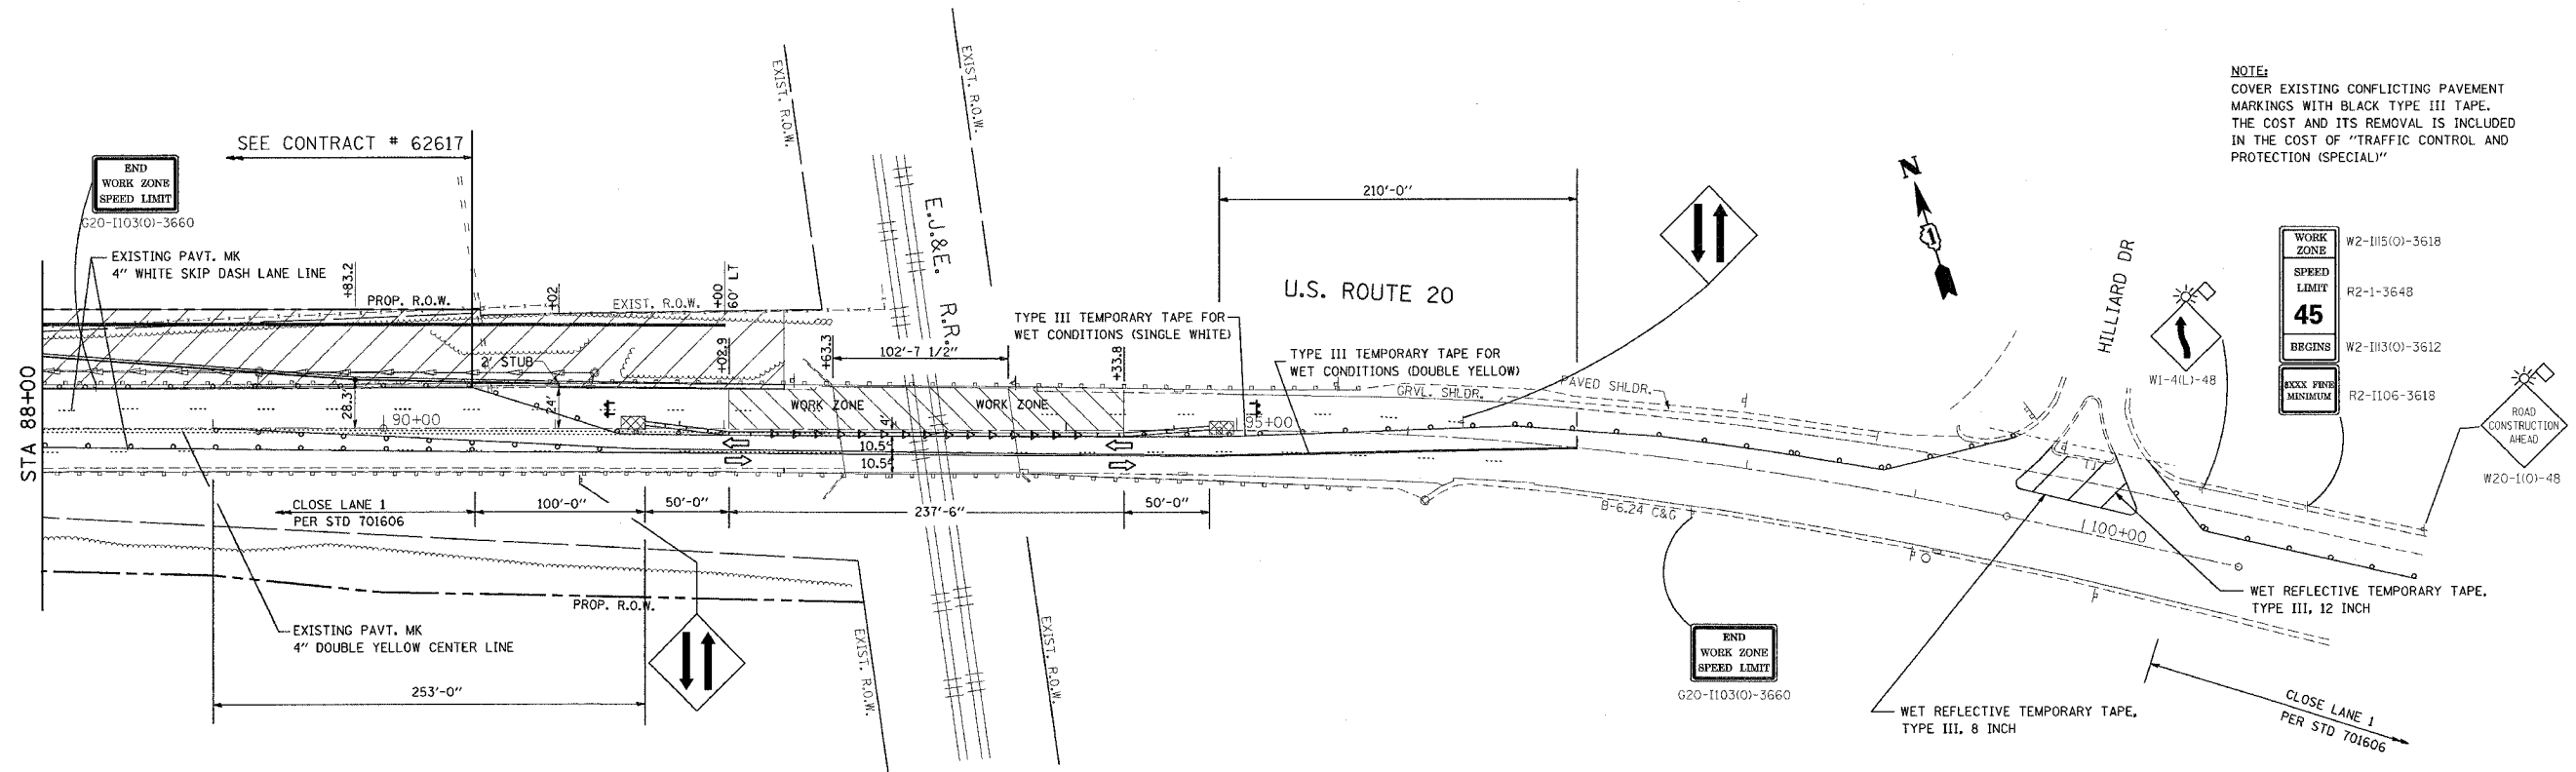 NOTE:
COVER EXISTING CONFLICTING PAVEMENT
MARKINGS WITH BLACK TYPE III TAPE.
THE COST AND ITS REMOVAL IS INCLUDED
IN THE COST OF "TRAFFIC CONTROL AND
PROTECTION (SPECIAL)"
SEE CONTRACT # 62617
END
WORK ZONE
SPEED LIMIT
G20-I103(0)-3660
EXISTING PAVT. MK
4" WHITE SKIP DASH LANE LINE
STA 88+00
+83.2
PROP. R.O.W.
+02
EXIST. R.O.W.
+00
60' LT
EXIST. R.O.W.
EXIST. R.O.W.
E.J.&E. R.R.
2' STUB
28.3'
24'
90+00
+02.9
+63.3
102'-7 1/2"
+33.8
WORK ZONE
WORK ZONE
4'
10.5'
10.5'
95+00
210'-0"
U.S. ROUTE 20
TYPE III TEMPORARY TAPE FOR
WET CONDITIONS (SINGLE WHITE)
TYPE III TEMPORARY TAPE FOR
WET CONDITIONS (DOUBLE YELLOW)
PAVED SHLDR.
GRVL. SHLDR.
N
HILLIARD DR
W1-4(L)-48
WORK
ZONE
W2-I115(0)-3618
SPEED
LIMIT
45
R2-1-3648
BEGINS
W2-I113(0)-3612
$XXX FINE
MINIMUM
R2-I106-3618
ROAD
CONSTRUCTION
AHEAD
W20-1(0)-48
CLOSE LANE 1
PER STD 701606
100'-0"
50'-0"
237'-6"
50'-0"
B-6.24 C&G
100+00
PROP. R.O.W.
EXISTING PAVT. MK
4" DOUBLE YELLOW CENTER LINE
253'-0"
EXIST. R.O.W.
EXIST. R.O.W.
END
WORK ZONE
SPEED LIMIT
G20-I103(0)-3660
WET REFLECTIVE TEMPORARY TAPE,
TYPE III, 12 INCH
WET REFLECTIVE TEMPORARY TAPE,
TYPE III, 8 INCH
CLOSE LANE 1
PER STD 701606